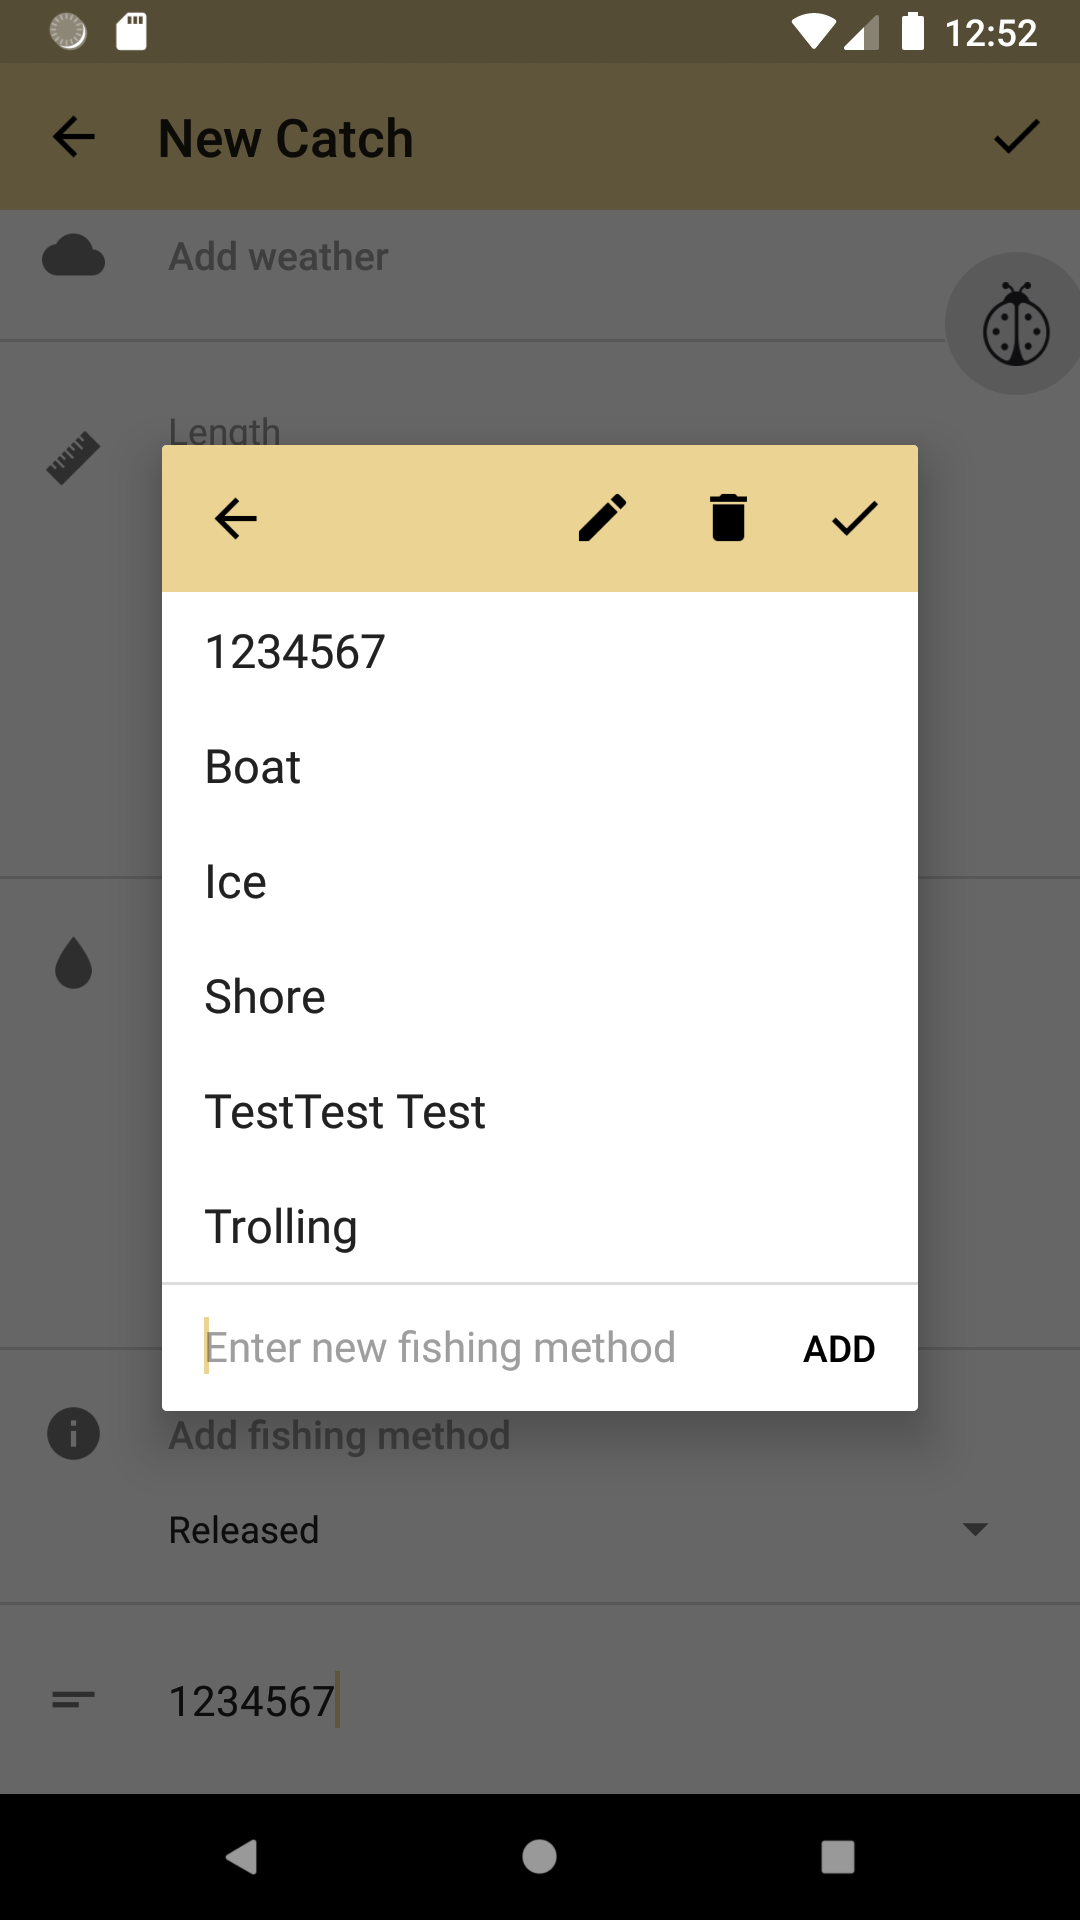 12:52
New Catch
Add weather
Length
1234567
Boat
Ice
Shore
TestTest Test
Trolling
Enter new fishing method
ADD
Add fishing method
Released
1234567